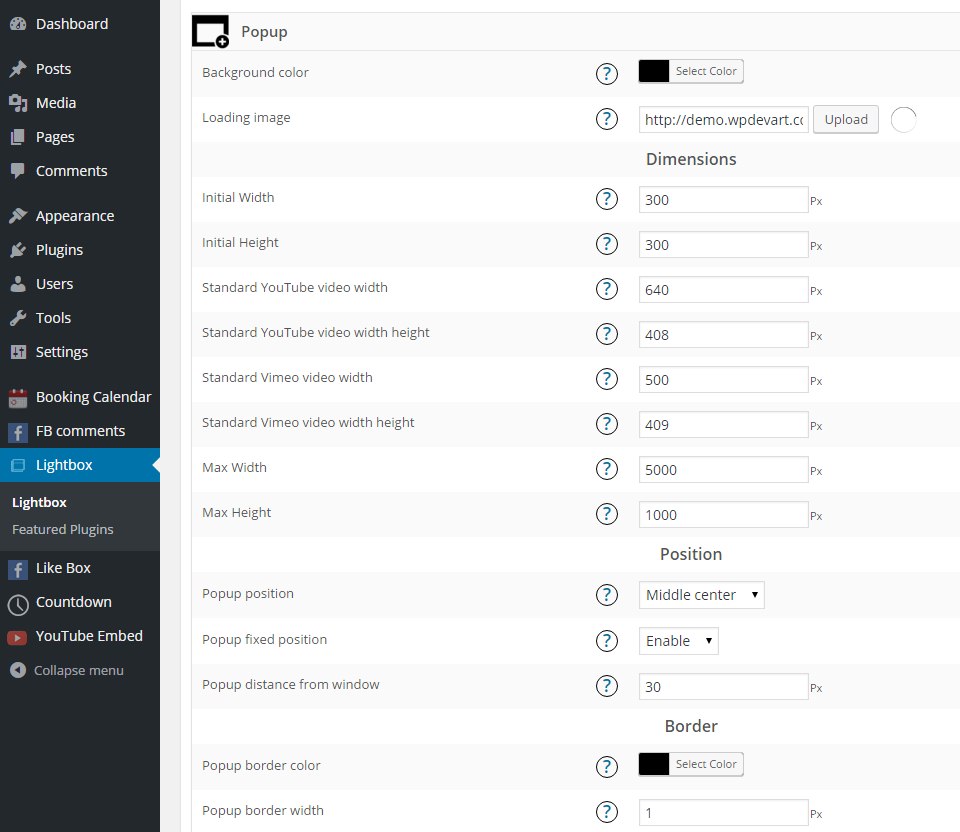 Dashboard
Posts
Media
Pages
Comments
Appearance
Plugins
Users
Tools
Settings
Booking Calendar
FB comments
Lightbox
Lightbox
Featured Plugins
Like Box
Countdown
YouTube Embed
Collapse menu
Popup
Background color ? Select Color
Loading image ? http://demo.wpdevart.cc Upload
Dimensions
Initial Width ? 300 Px
Initial Height ? 300 Px
Standard YouTube video width ? 640 Px
Standard YouTube video width height ? 408 Px
Standard Vimeo video width ? 500 Px
Standard Vimeo video width height ? 409 Px
Max Width ? 5000 Px
Max Height ? 1000 Px
Position
Popup position ? Middle center
Popup fixed position ? Enable
Popup distance from window ? 30 Px
Border
Popup border color ? Select Color
Popup border width ? 1 Px